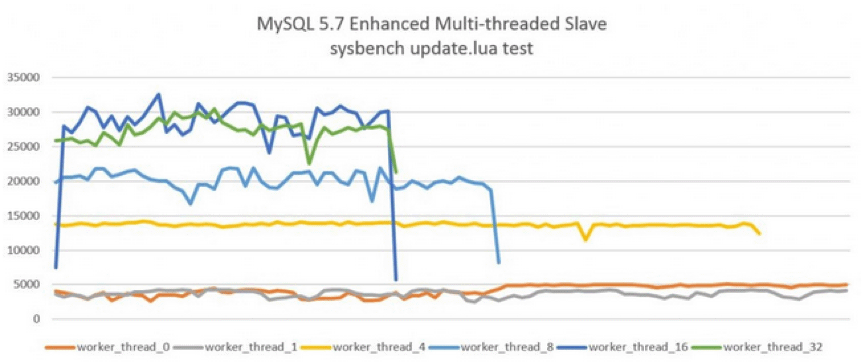 MySQL 5.7 Enhanced Multi-threaded Slave
sysbench update.lua test
35000
30000
25000
20000
15000
10000
5000
0
worker_thread_0 worker_thread_1 worker_thread_4 worker_thread_8 worker_thread_16 worker_thread_32